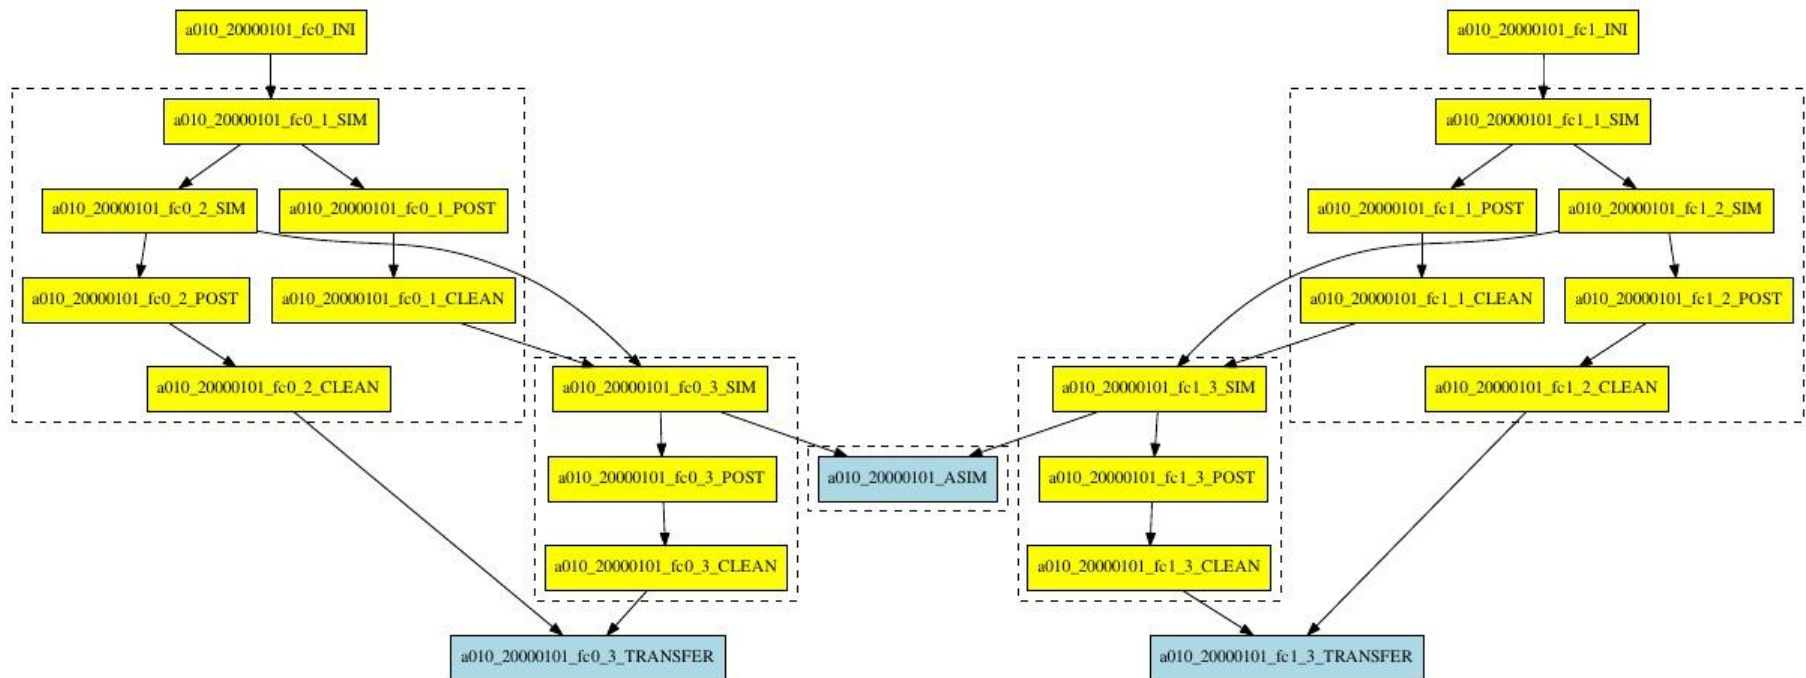 a010_20000101_fc0_INI
a010_20000101_fc1_INI
a010_20000101_fc0_1_SIM
a010_20000101_fc1_1_SIM
a010_20000101_fc0_2_SIM
a010_20000101_fc0_1_POST
a010_20000101_fc1_1_POST
a010_20000101_fc1_2_SIM
a010_20000101_fc0_2_POST
a010_20000101_fc0_1_CLEAN
a010_20000101_fc1_1_CLEAN
a010_20000101_fc1_2_POST
a010_20000101_fc0_2_CLEAN
a010_20000101_fc0_3_SIM
a010_20000101_fc1_3_SIM
a010_20000101_fc1_2_CLEAN
a010_20000101_fc0_3_POST
a010_20000101_ASIM
a010_20000101_fc1_3_POST
a010_20000101_fc0_3_CLEAN
a010_20000101_fc1_3_CLEAN
a010_20000101_fc0_3_TRANSFER
a010_20000101_fc1_3_TRANSFER